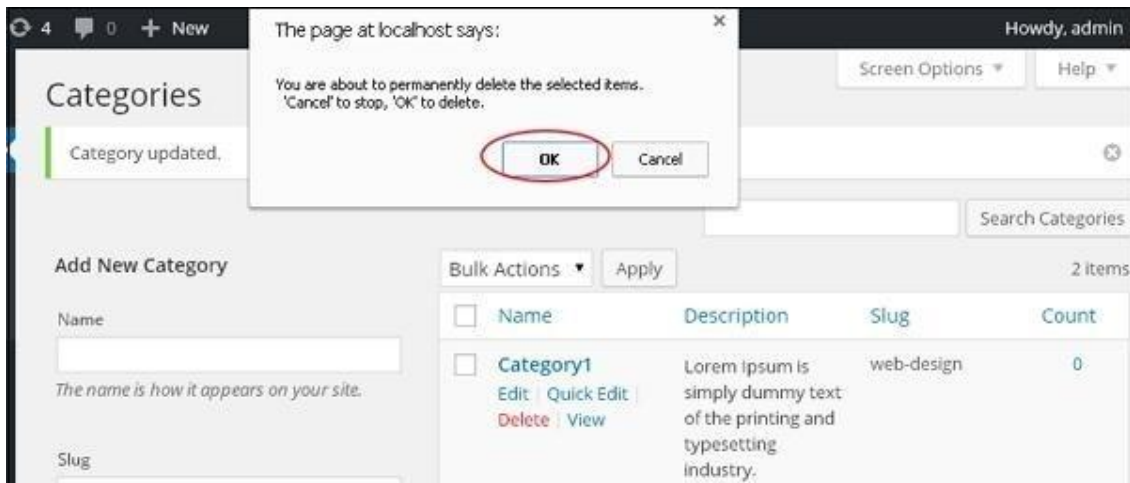 4 0 + New
Howdy, admin
The page at localhost says:
You are about to permanently delete the selected items.
'Cancel' to stop, 'OK' to delete.
OK Cancel
Screen Options Help
Categories
Category updated.
Search Categories
Add New Category
Bulk Actions Apply
2 items
Name
The name is how it appears on your site.
Slug
Name Description Slug Count
Category1
Edit | Quick Edit |
Delete | View
Lorem Ipsum is
simply dummy text
of the printing and
typesetting
industry.
web-design
0